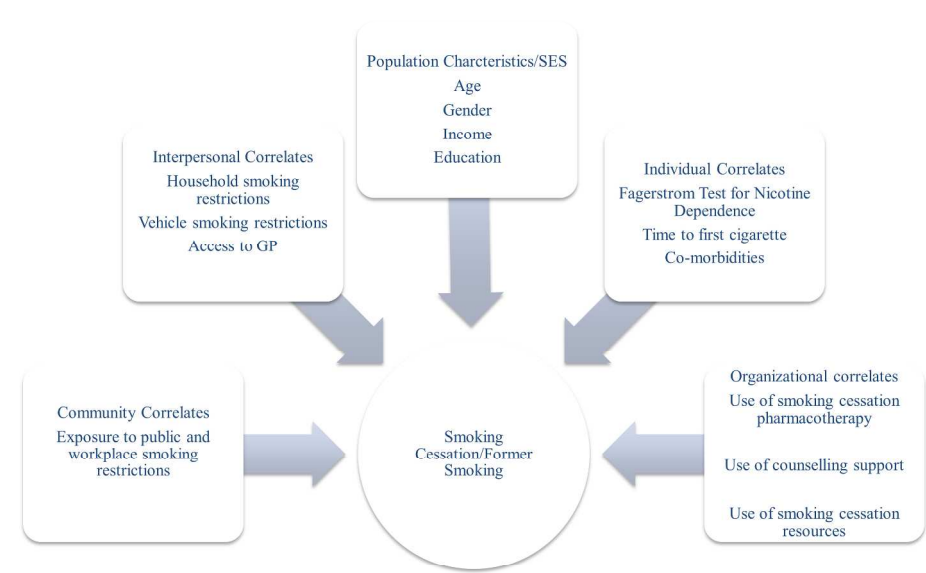 Population Charcteristics/SES
Age
Gender
Income
Education
Interpersonal Correlates
Household smoking
restrictions
Vehicle smoking restrictions
Access to GP
Individual Correlates
Fagerstrom Test for Nicotine
Dependence
Time to first cigarette
Co-morbidities
Community Correlates
Exposure to public and
workplace smoking
restrictions
Smoking
Cessation/Former
Smoking
Organizational correlates
Use of smoking cessation
pharmacotherapy
Use of counselling support
Use of smoking cessation
resources